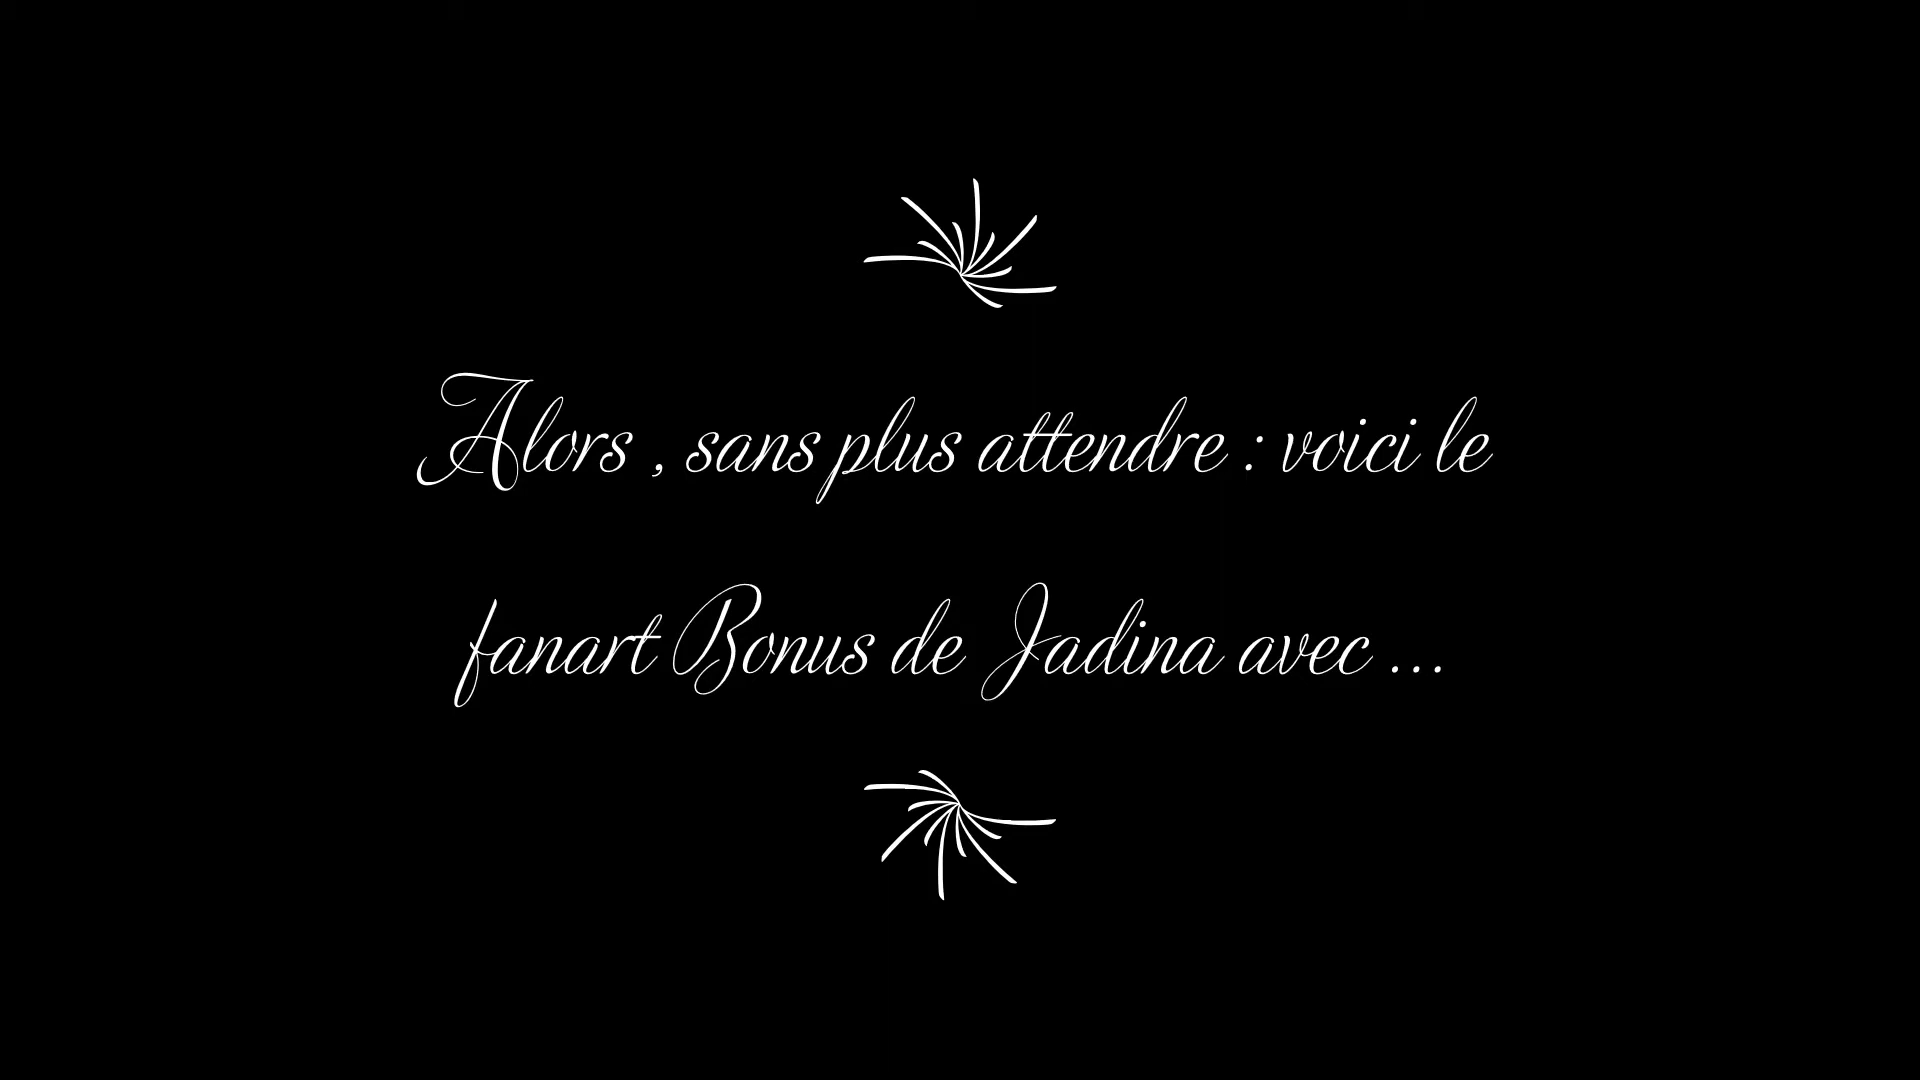 Alors , sans plus attendre : voici le
fanart Bonus de Jadina avec ...